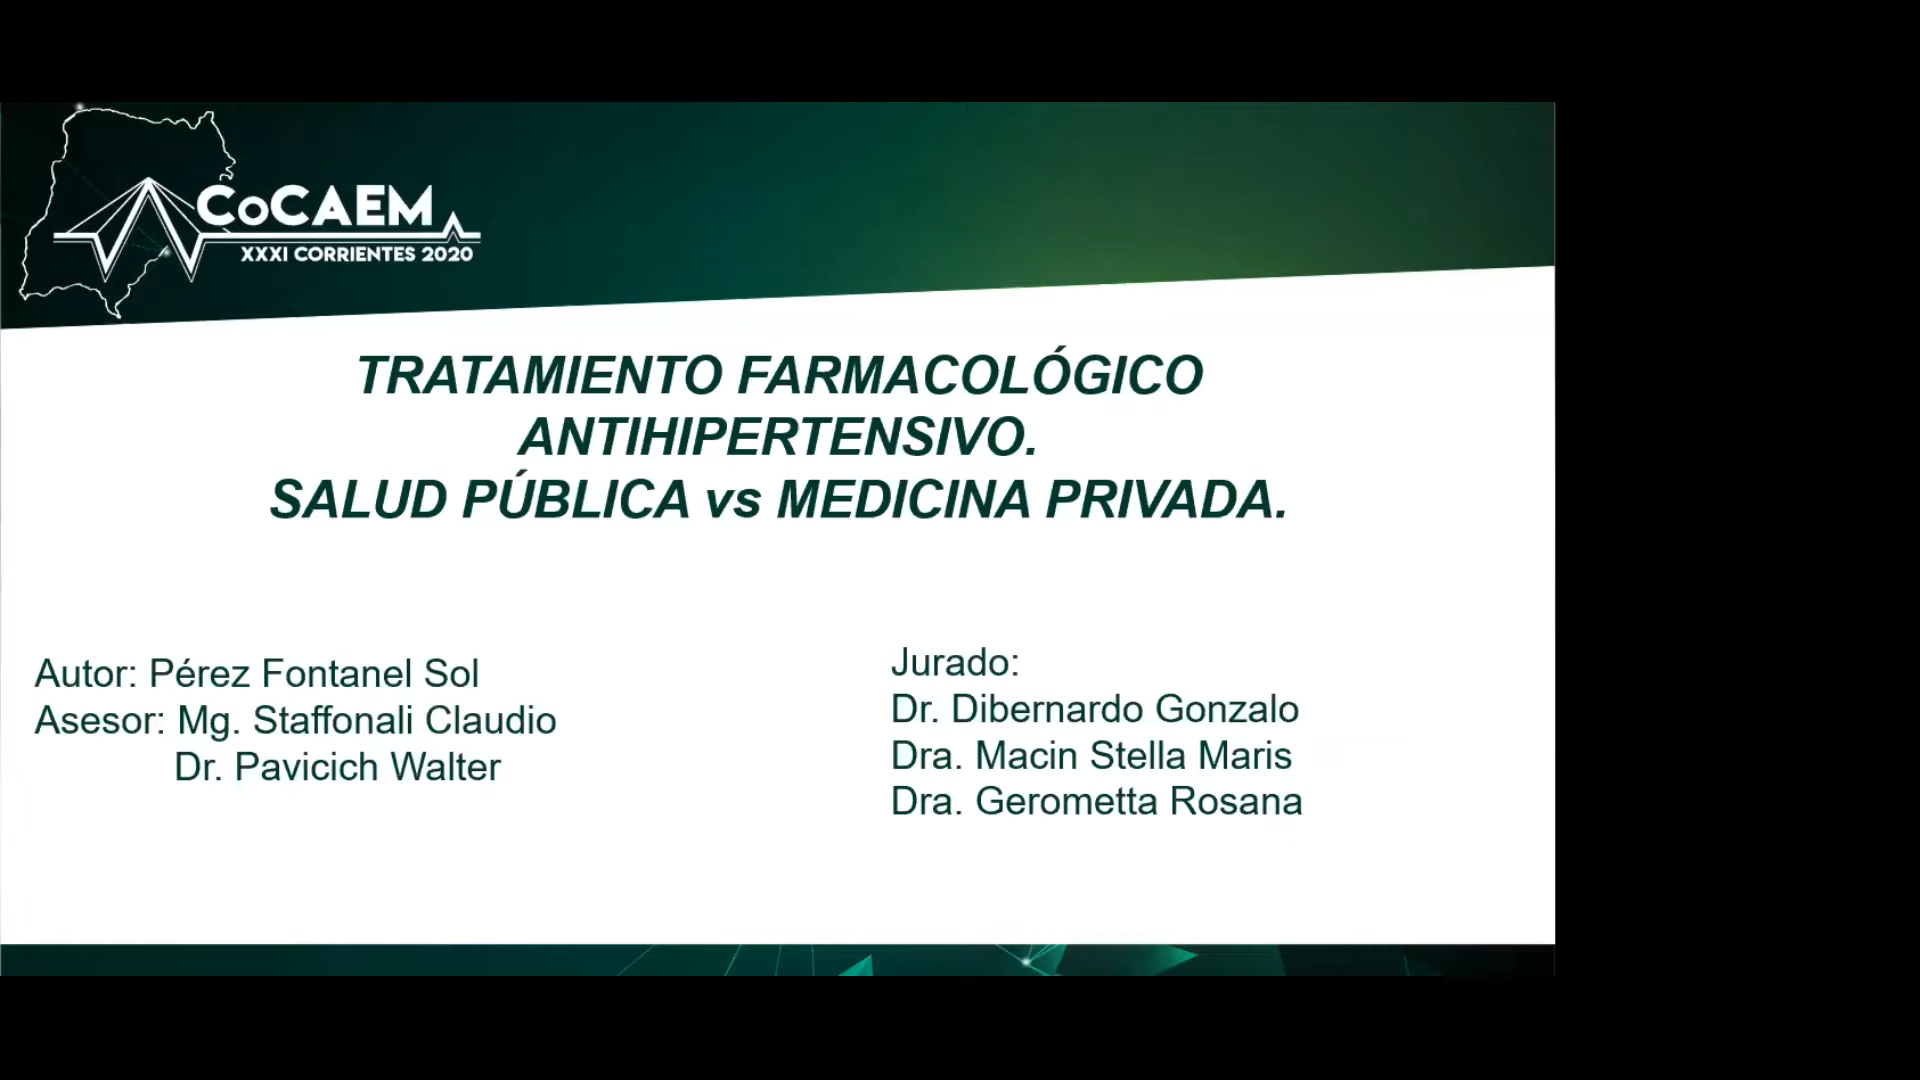 CoCAEM
XXXI CORRIENTES 2020
TRATAMIENTO FARMACOLÓGICO
ANTIHIPERTENSIVO.
SALUD PÚBLICA vs MEDICINA PRIVADA.
Autor: Pérez Fontanel Sol
Asesor: Mg. Staffonali Claudio
Dr. Pavicich Walter
Jurado:
Dr. Dibernardo Gonzalo
Dra. Macin Stella Maris
Dra. Gerometta Rosana